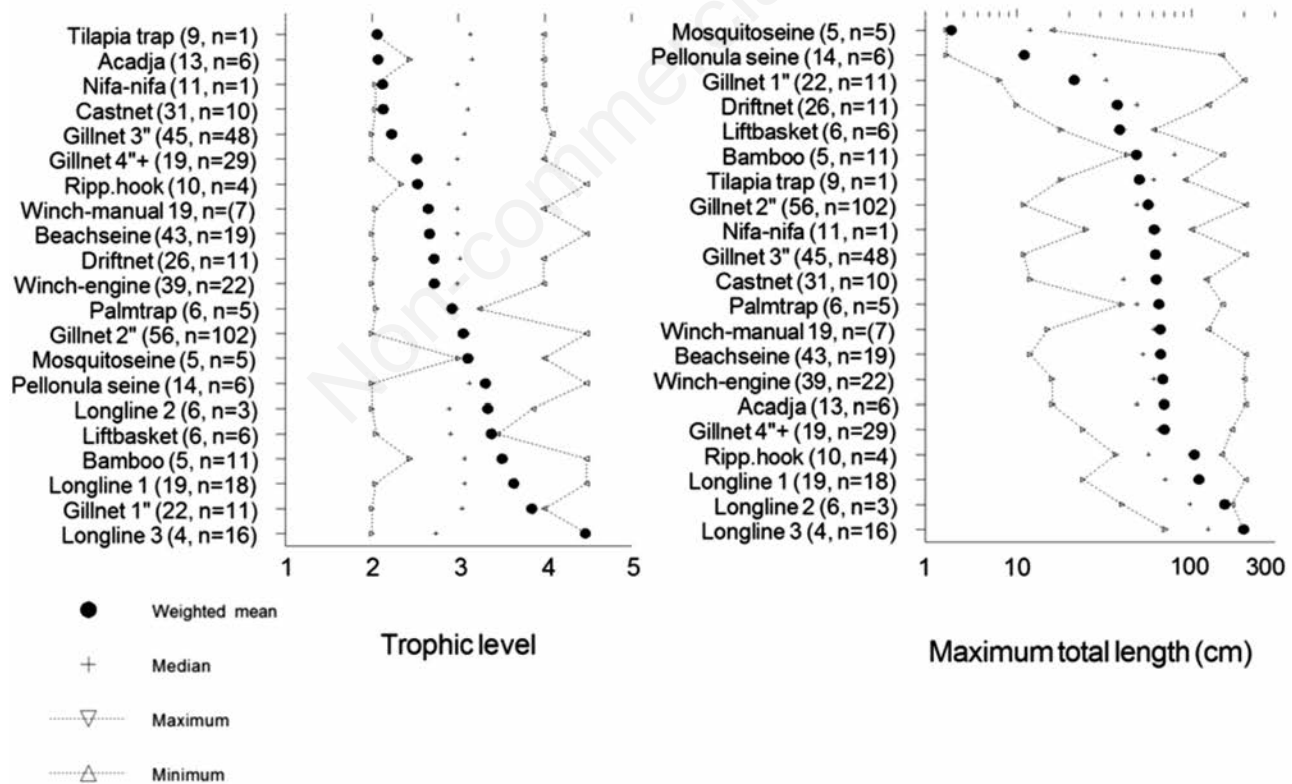 Tilapia trap (9, n=1)
Acadja (13, n=6)
Nifa-nifa (11, n=1)
Castnet (31, n=10)
Gillnet 3" (45, n=48)
Gillnet 4"+ (19, n=29)
Ripp.hook (10, n=4)
Winch-manual 19, n=(7)
Beachseine (43, n=19)
Driftnet (26, n=11)
Winch-engine (39, n=22)
Palmtrap (6, n=5)
Gillnet 2" (56, n=102)
Mosquitoseine (5, n=5)
Pellonula seine (14, n=6)
Longline 2 (6, n=3)
Liftbasket (6, n=6)
Bamboo (5, n=11)
Longline 1 (19, n=18)
Gillnet 1" (22, n=11)
Longline 3 (4, n=16)
1 2 3 4 5
Trophic level
Weighted mean
Median
Maximum
Minimum
Mosquitoseine (5, n=5)
Pellonula seine (14, n=6)
Gillnet 1" (22, n=11)
Driftnet (26, n=11)
Liftbasket (6, n=6)
Bamboo (5, n=11)
Tilapia trap (9, n=1)
Gillnet 2" (56, n=102)
Nifa-nifa (11, n=1)
Gillnet 3" (45, n=48)
Castnet (31, n=10)
Palmtrap (6, n=5)
Winch-manual 19, n=(7)
Beachseine (43, n=19)
Winch-engine (39, n=22)
Acadja (13, n=6)
Gillnet 4"+ (19, n=29)
Ripp.hook (10, n=4)
Longline 1 (19, n=18)
Longline 2 (6, n=3)
Longline 3 (4, n=16)
1 10 100 300
Maximum total length (cm)